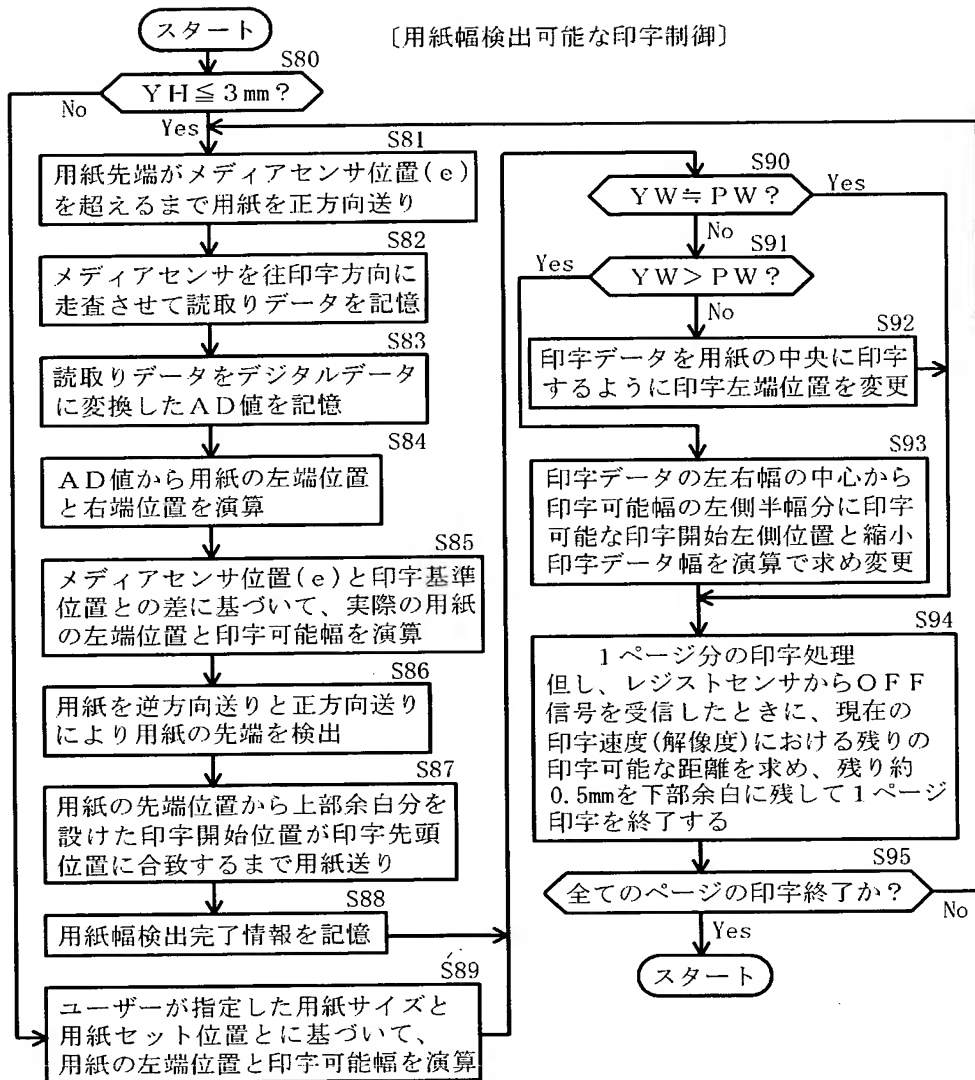 スタート
〔用紙幅検出可能な印字制御〕
S80
YH≦3mm?
No
Yes
S81
用紙先端がメディアセンサ位置(e)
を超えるまで用紙を正方向送り
S82
メディアセンサを往印字方向に
走査させて読取りデータを記憶
S83
読取りデータをデジタルデータ
に変換したAD値を記憶
S84
AD値から用紙の左端位置
と右端位置を演算
S85
メディアセンサ位置(e)と印字基準
位置との差に基づいて、実際の用紙
の左端位置と印字可能幅を演算
S86
用紙を逆方向送りと正方向送り
により用紙の先端を検出
S87
用紙の先端位置から上部余白分を
設けた印字開始位置が印字先頭
位置に合致するまで用紙送り
S88
用紙幅検出完了情報を記憶
S89
ユーザーが指定した用紙サイズと
用紙セット位置とに基づいて、
用紙の左端位置と印字可能幅を演算
S90
YW≒PW?
Yes
No
S91
YW>PW?
Yes
No
S92
印字データを用紙の中央に印字
するように印字左端位置を変更
S93
印字データの左右幅の中心から
印字可能幅の左側半幅分に印字
可能な印字開始左側位置と縮小
印字データ幅を演算で求め変更
S94
1ページ分の印字処理
但し、レジストセンサからOFF
信号を受信したときに、現在の
印字速度(解像度)における残りの
印字可能な距離を求め、残り約
0.5mmを下部余白に残して1ページ
印字を終了する
S95
全てのページの印字終了か?
No
Yes
スタート